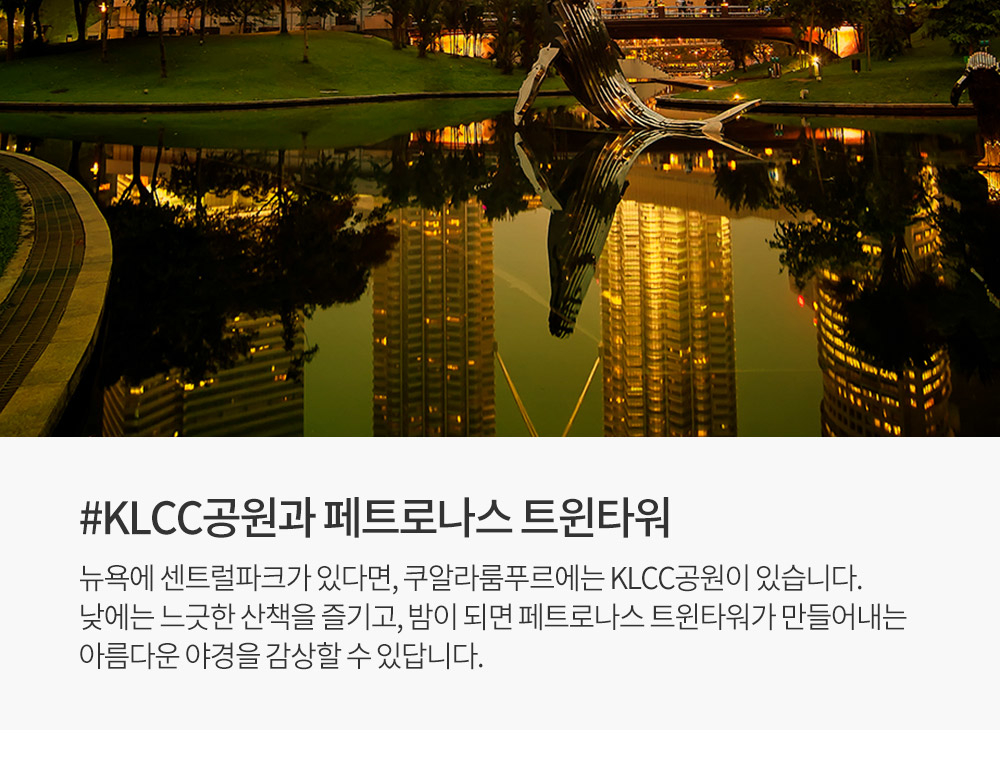 #KLCC공원과 페트로나스 트윈타워
뉴욕에 센트럴파크가 있다면, 쿠알라룸푸르에는 KLCC공원이 있습니다.
낮에는 느긋한 산책을 즐기고, 밤이 되면 페트로나스 트윈타워가 만들어내는
아름다운 야경을 감상할 수 있답니다.